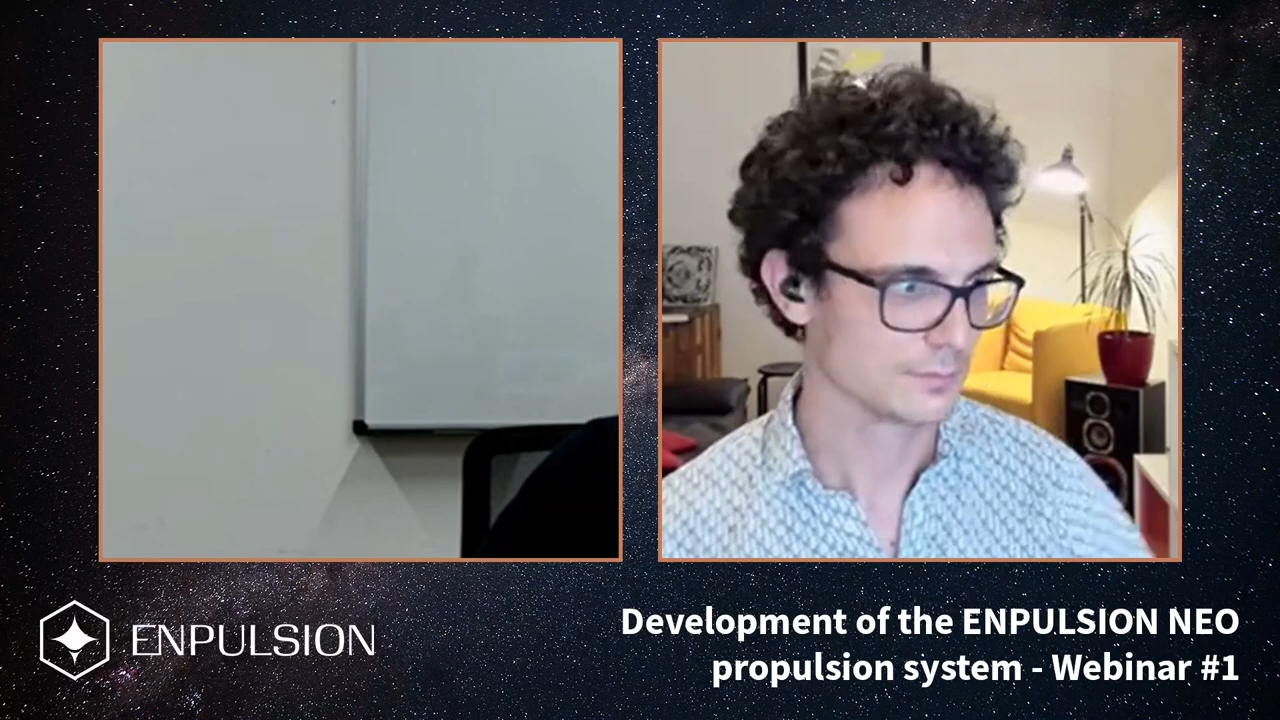 ENPULSION
Development of the ENPULSION NEO
propulsion system - Webinar #1